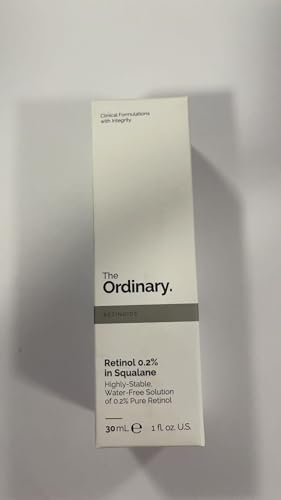 Clinical Formulations
with Integrity.
The
Ordinary.
RETINOIDS
Retinol 0.2%
in Squalane
Highly-Stable,
Water-Free Solution
of 0.2% Pure Retinol
30 mL ℮ 1 fl. oz. U.S.